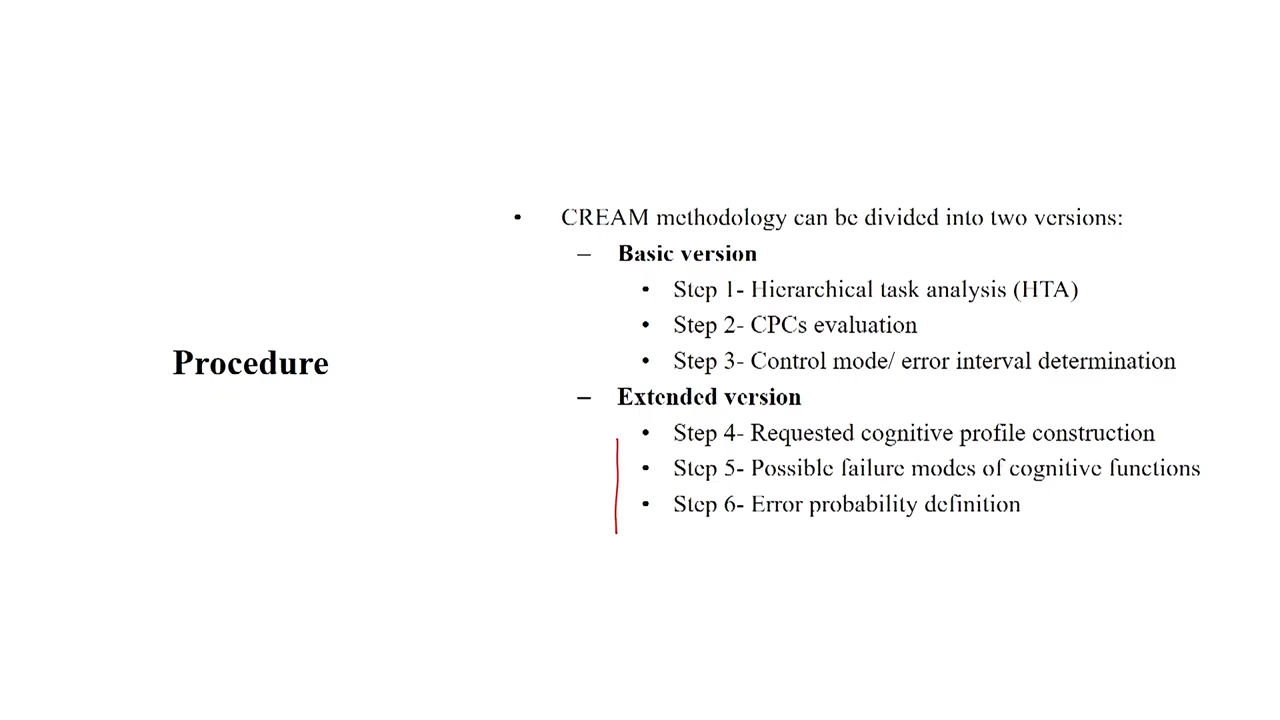 Procedure
• CREAM methodology can be divided into two versions:
– Basic version
• Step 1- Hierarchical task analysis (HTA)
• Step 2- CPCs evaluation
• Step 3- Control mode/ error interval determination
– Extended version
• Step 4- Requested cognitive profile construction
• Step 5- Possible failure modes of cognitive functions
• Step 6- Error probability definition